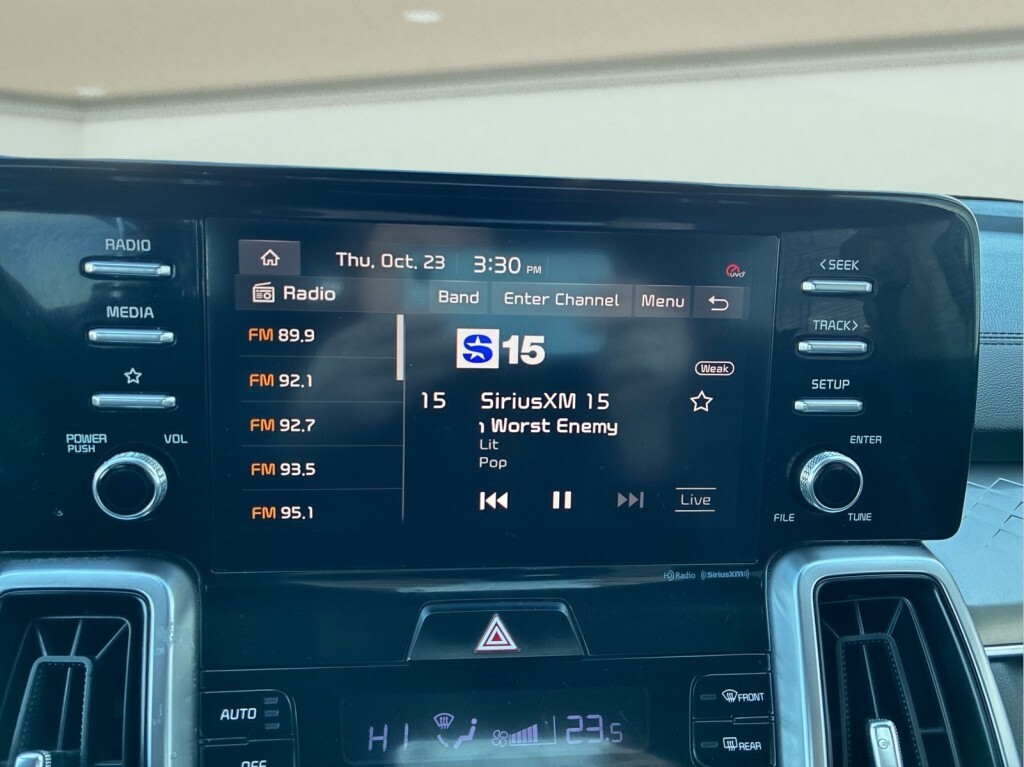 RADIO
MEDIA
POWER
PUSH
VOL
Thu, Oct. 23 3:30 PM
uvo
Radio
Band Enter Channel Menu
FM 89.9
FM 92.1
FM 92.7
FM 93.5
FM 95.1
S 15
Weak
15 SiriusXM 15
Worst Enemy
Lit
Pop
Live
< SEEK
TRACK >
SETUP
ENTER
FILE
TUNE
HD Radio ((SiriusXM))
AUTO
OFF
HI
23.5
FRONT
REAR